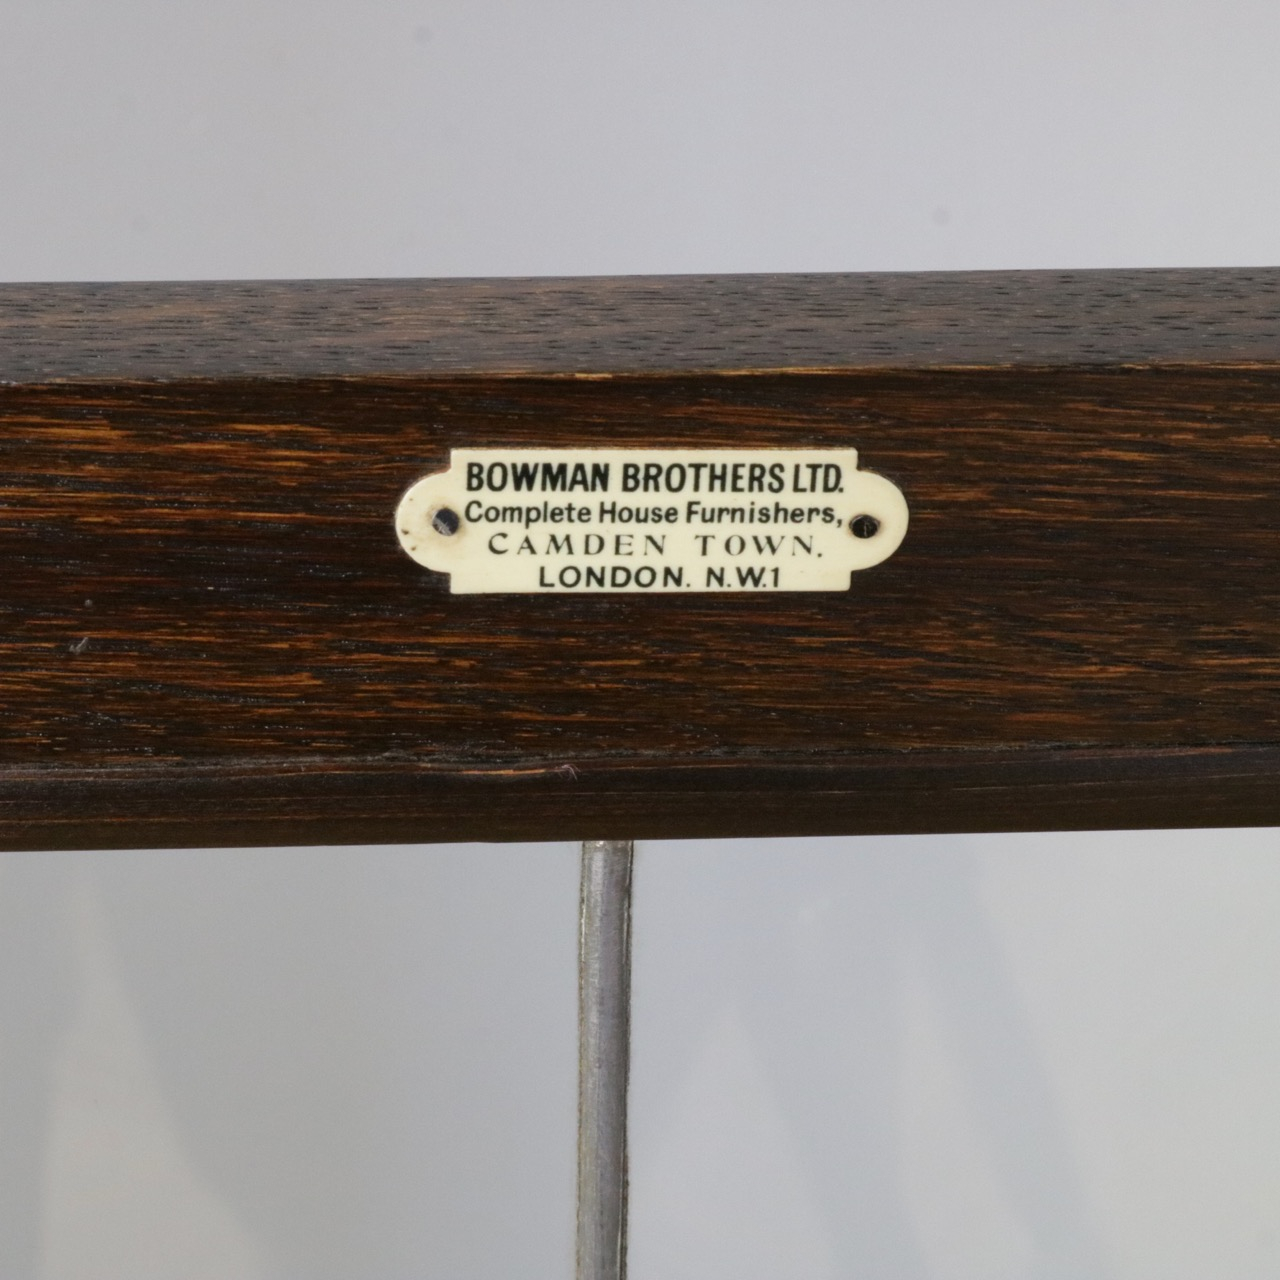 BOWMAN BROTHERS LTD.
Complete House Furnishers,
CAMDEN TOWN.
LONDON. N.W.1